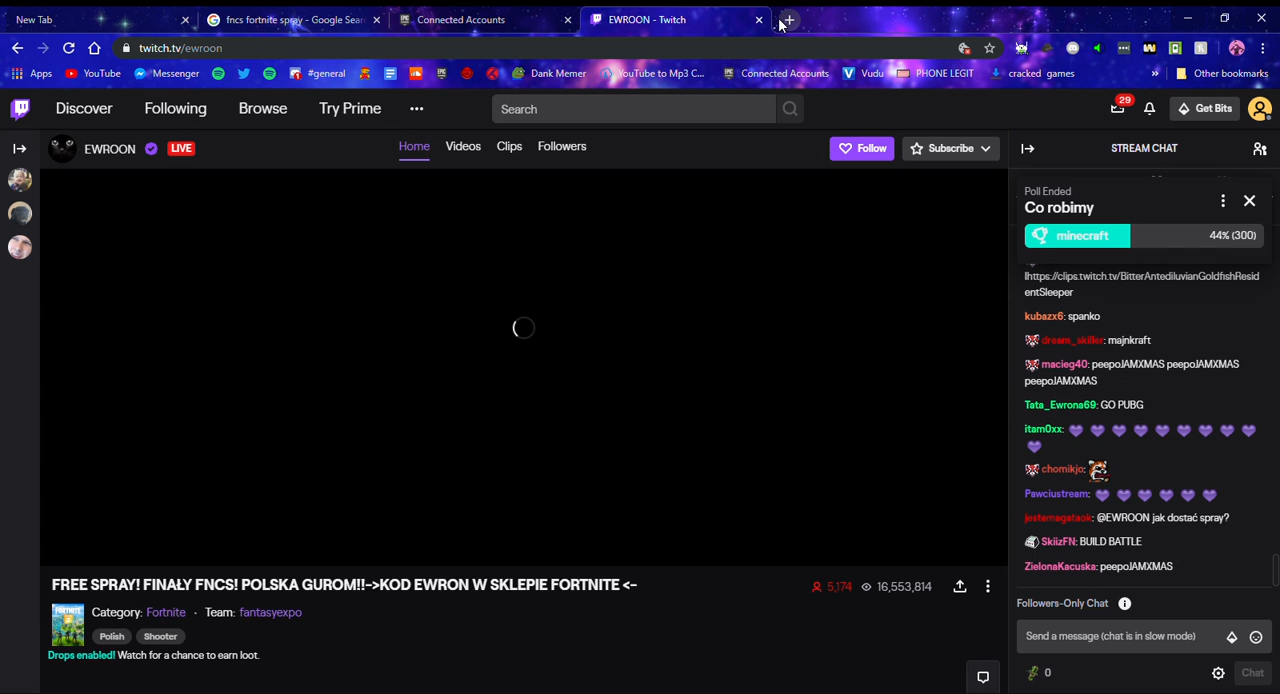 New Tab
fncs fortnite spray - Google Sear
Connected Accounts
EWROON - Twitch
twitch.tv/ewroon
Apps
YouTube
Messenger
#general
Dank Memer
YouTube to Mp3 C...
Connected Accounts
Vudu
PHONE LEGIT
cracked games
»
Other bookmarks
Discover
Following
Browse
Try Prime
Search
29
Get Bits
EWROON
LIVE
Home
Videos
Clips
Followers
Follow
Subscribe
STREAM CHAT
Poll Ended
Co robimy
minecraft
44% (300)
lhttps://clips.twitch.tv/BitterAntediluvianGoldfishResid
entSleeper
kubazx6: spanko
dream_skiller: majnkraft
macieg40: peepoJAMXMAS peepoJAMXMAS
peepoJAMXMAS
Tata_Ewrona69: GO PUBG
itam0xx:
chomikjo:
Pawciustream:
jestemagataok: @EWROON jak dostać spray?
SkiizFN: BUILD BATTLE
ZielonaKacuska: peepoJAMXMAS
Followers-Only Chat
Send a message (chat is in slow mode)
0
Chat
FREE SPRAY! FINAŁY FNCS! POLSKA GUROM!!->KOD EWRON W SKLEPIE FORTNITE <-
5,174
16,553,814
Category: Fortnite · Team: fantasyexpo
Polish
Shooter
Drops enabled! Watch for a chance to earn loot.